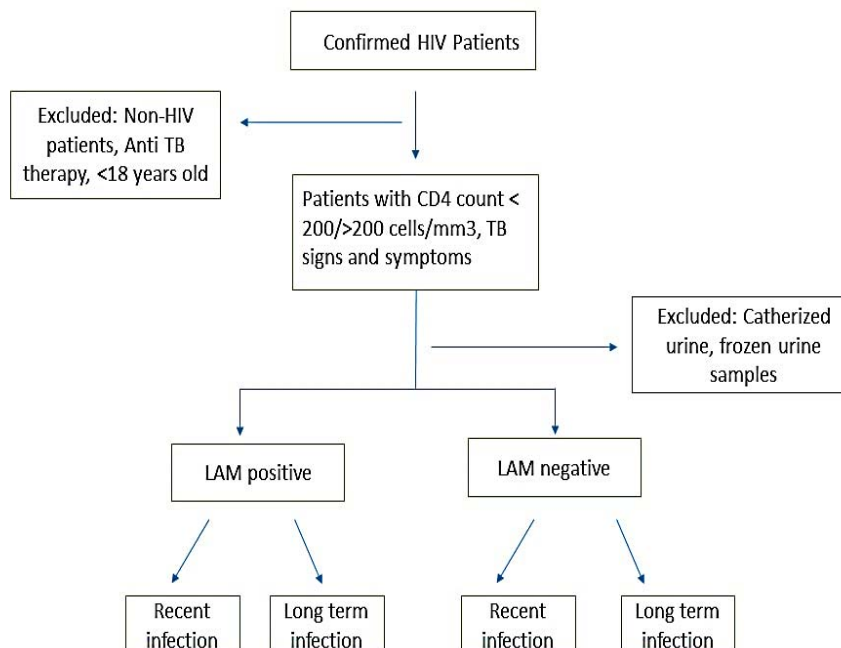 Confirmed HIV Patients
Excluded: Non-HIV
patients, Anti TB
therapy, <18 years old
Patients with CD4 count <
200/>200 cells/mm3, TB
signs and symptoms
Excluded: Catherized
urine, frozen urine
samples
LAM positive
LAM negative
Recent
infection
Long term
infection
Recent
infection
Long term
infection